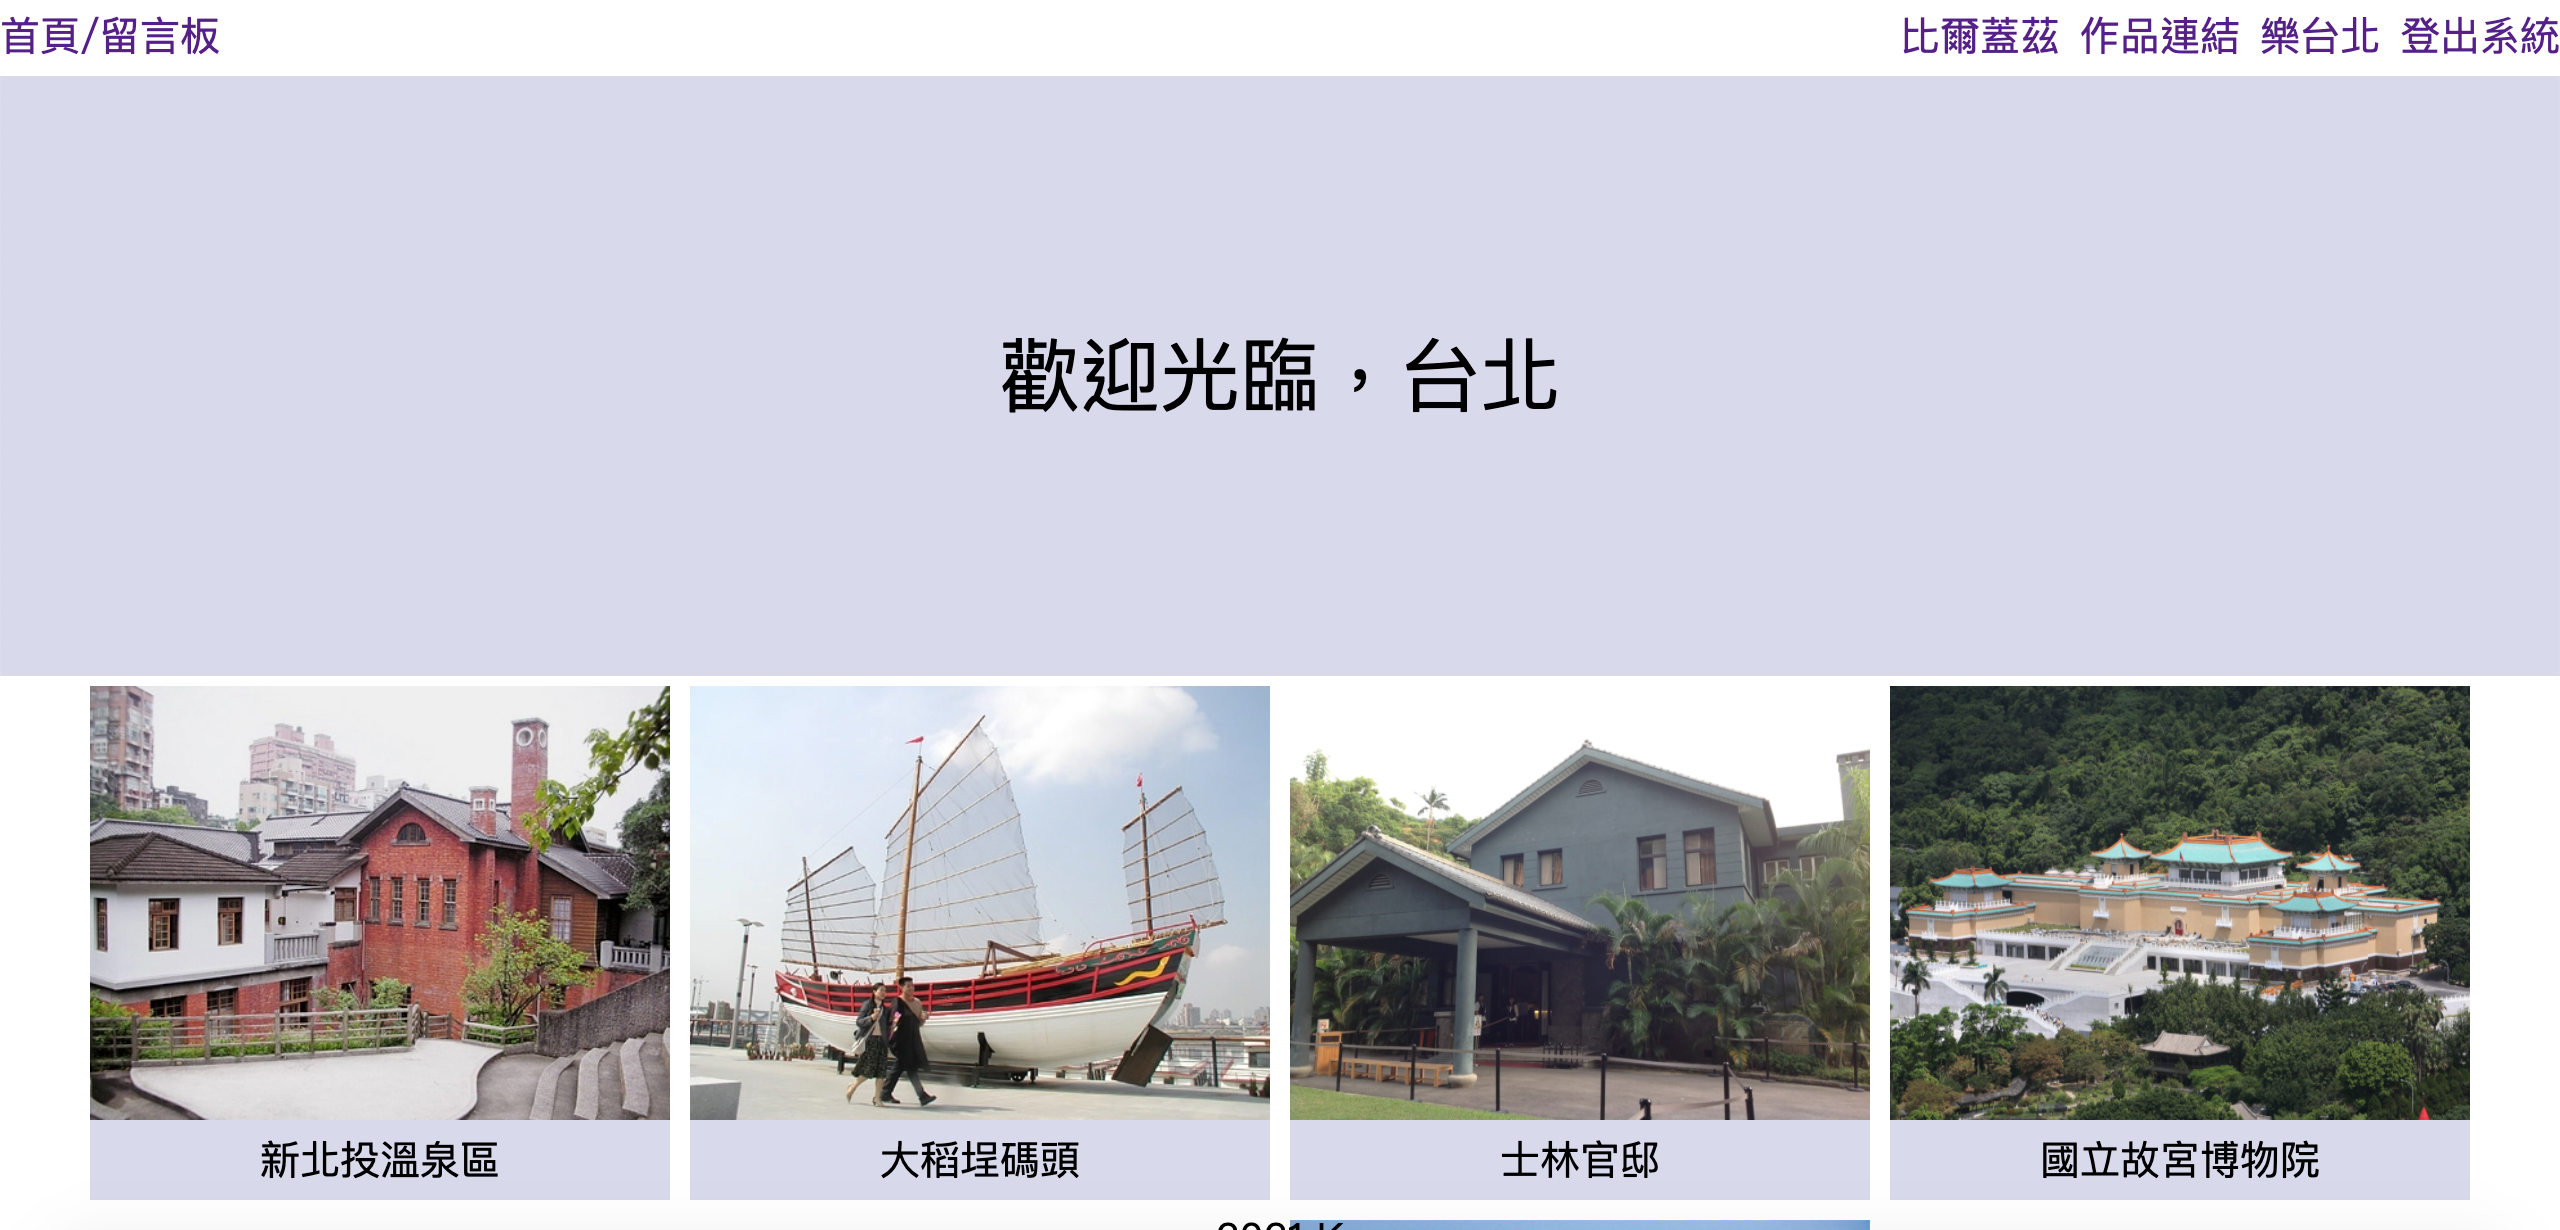 首頁/留言板
比爾蓋茲 作品連結 樂台北 登出系統
歡迎光臨，台北
新北投溫泉區
大稻埕碼頭
士林官邸
國立故宮博物院